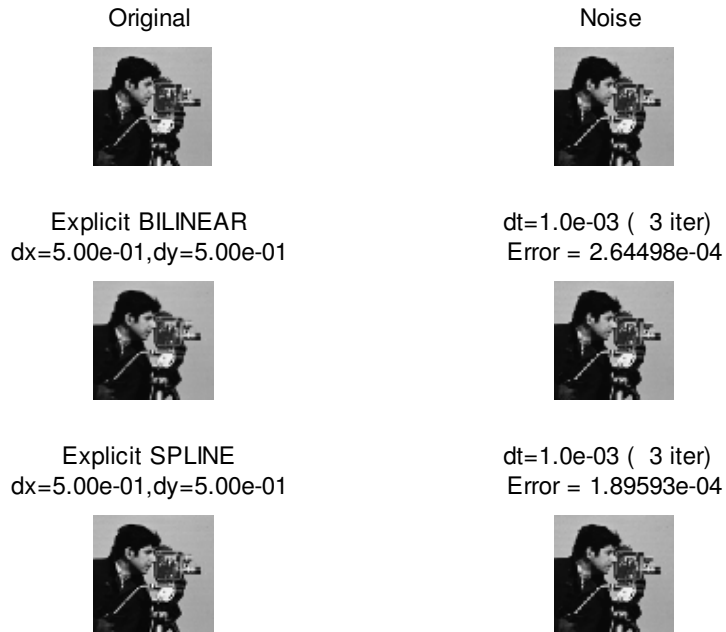 Original
Noise
Explicit BILINEAR
dx=5.00e-01,dy=5.00e-01
dt=1.0e-03 (  3 iter)
Error = 2.64498e-04
Explicit SPLINE
dx=5.00e-01,dy=5.00e-01
dt=1.0e-03 (  3 iter)
Error = 1.89593e-04